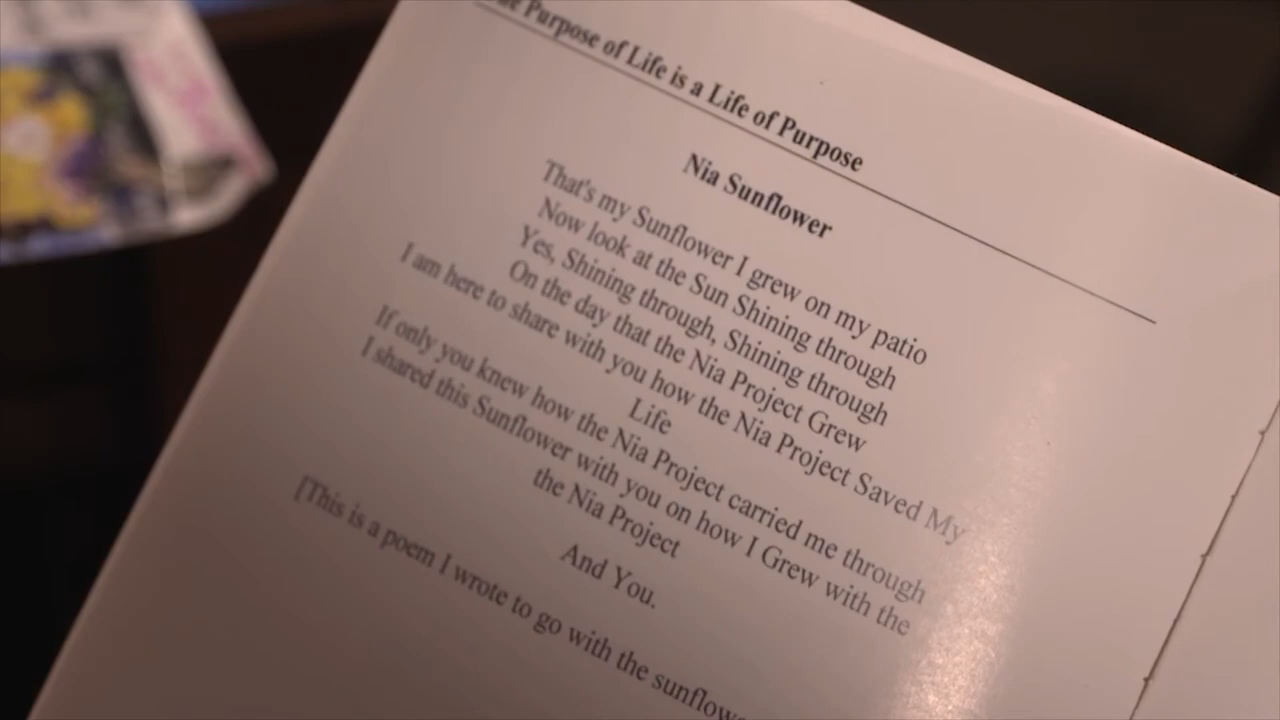 Purpose of Life is a Life of Purpose
Nia Sunflower
That's my Sunflower I grew on my patio
Now look at the Sun Shining through
Yes, Shining through, Shining through
On the day that the Nia Project Grew
I am here to share with you how the Nia Project Saved My
Life
If only you knew how the Nia Project carried me through
I shared this Sunflower with you on how I Grew with the
the Nia Project
And You.
[This is a poem I wrote to go with the